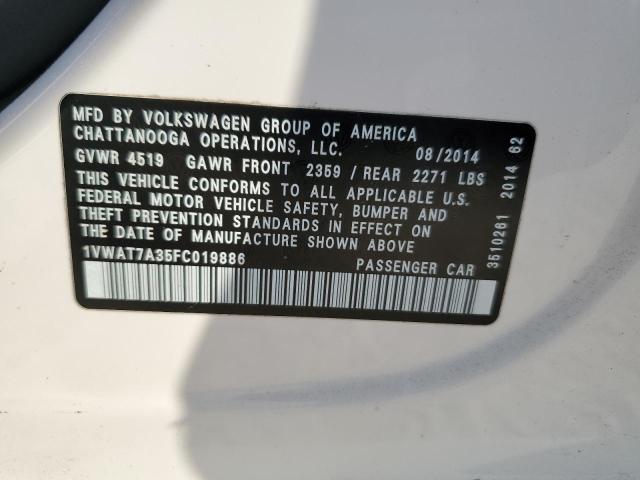 MFD BY VOLKSWAGEN GROUP OF AMERICA
CHATTANOOGA OPERATIONS, LLC. 08/2014
GVWR 4519 GAWR FRONT 2359 / REAR 2271 LBS
THIS VEHICLE CONFORMS TO ALL APPLICABLE U.S.
FEDERAL MOTOR VEHICLE SAFETY, BUMPER AND
THEFT PREVENTION STANDARDS IN EFFECT ON
THE DATE OF MANUFACTURE SHOWN ABOVE.
1VWAT7A35FC019886 PASSENGER CAR
3510261 2014 62